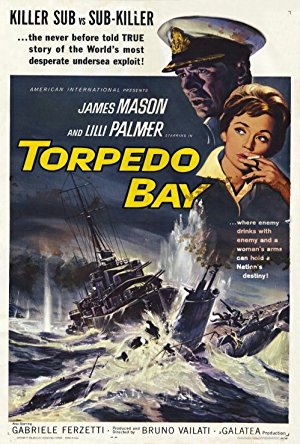 KILLER SUB vs SUB-KILLER
...the never before told TRUE
story of the World's most
desperate undersea exploit!
AMERICAN INTERNATIONAL PRESENTS
JAMES MASON
AND LILLI PALMER
STARRING IN
TORPEDO
BAY
...where enemy
drinks with
enemy and a
woman's arms
can hold a
Nation's
destiny!
Also Starring
GABRIELE FERZETTI
Produced and
Directed by
BRUNO VAILATI
A GALATEA